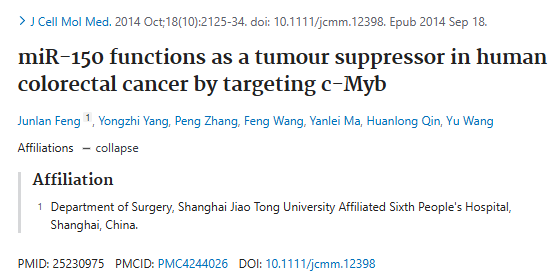 > J Cell Mol Med. 2014 Oct;18(10):2125-34. doi: 10.1111/jcmm.12398. Epub 2014 Sep 18.
miR-150 functions as a tumour suppressor in human
colorectal cancer by targeting c-Myb
Junlan Feng 1, Yongzhi Yang, Peng Zhang, Feng Wang, Yanlei Ma, Huanlong Qin, Yu Wang
Affiliations — collapse
Affiliation
1 Department of Surgery, Shanghai Jiao Tong University Affiliated Sixth People's Hospital,
Shanghai, China.
PMID: 25230975 PMCID: PMC4244026 DOI: 10.1111/jcmm.12398